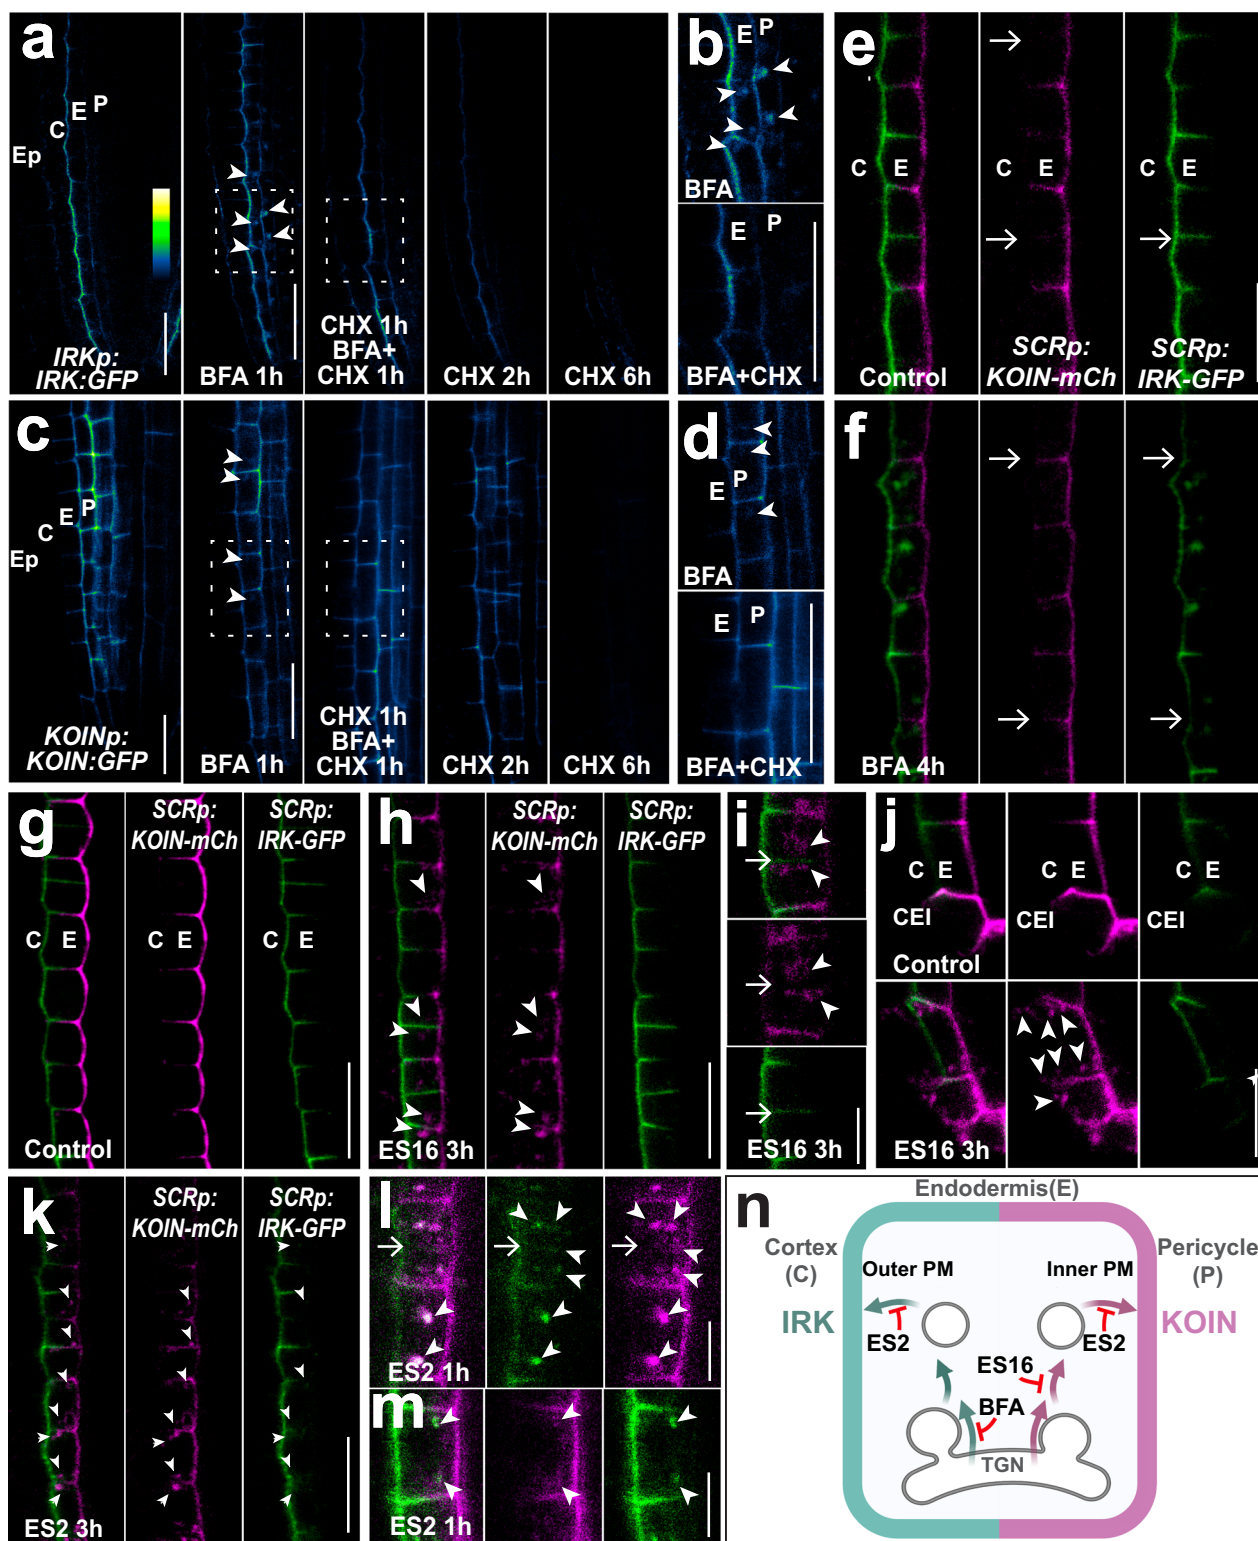 a
Ep
C
E
P
IRKp:
IRK:GFP
BFA 1h
CHX 1h
BFA+
CHX 1h
CHX 2h
CHX 6h
b
E
P
BFA
E
P
BFA+CHX
c
Ep
C
E
P
KOINp:
KOIN:GFP
BFA 1h
CHX 1h
BFA+
CHX 1h
CHX 2h
CHX 6h
d
E
P
BFA
E
P
BFA+CHX
e
C
E
Control
C
E
SCRp:
KOIN-mCh
C
E
SCRp:
IRK-GFP
f
BFA 4h
g
C
E
Control
SCRp:
KOIN-mCh
C
E
SCRp:
IRK-GFP
C
E
h
ES16 3h
SCRp:
KOIN-mCh
SCRp:
IRK-GFP
i
ES16 3h
j
C E
CEI
Control
C E
CEI
C E
CEI
ES16 3h
k
ES2 3h
SCRp:
KOIN-mCh
SCRp:
IRK-GFP
l
ES2 1h
m
ES2 1h
n
Endodermis(E)
Cortex
(C)
Pericycle
(P)
Outer PM
Inner PM
IRK
KOIN
ES2
ES2
ES16
BFA
TGN